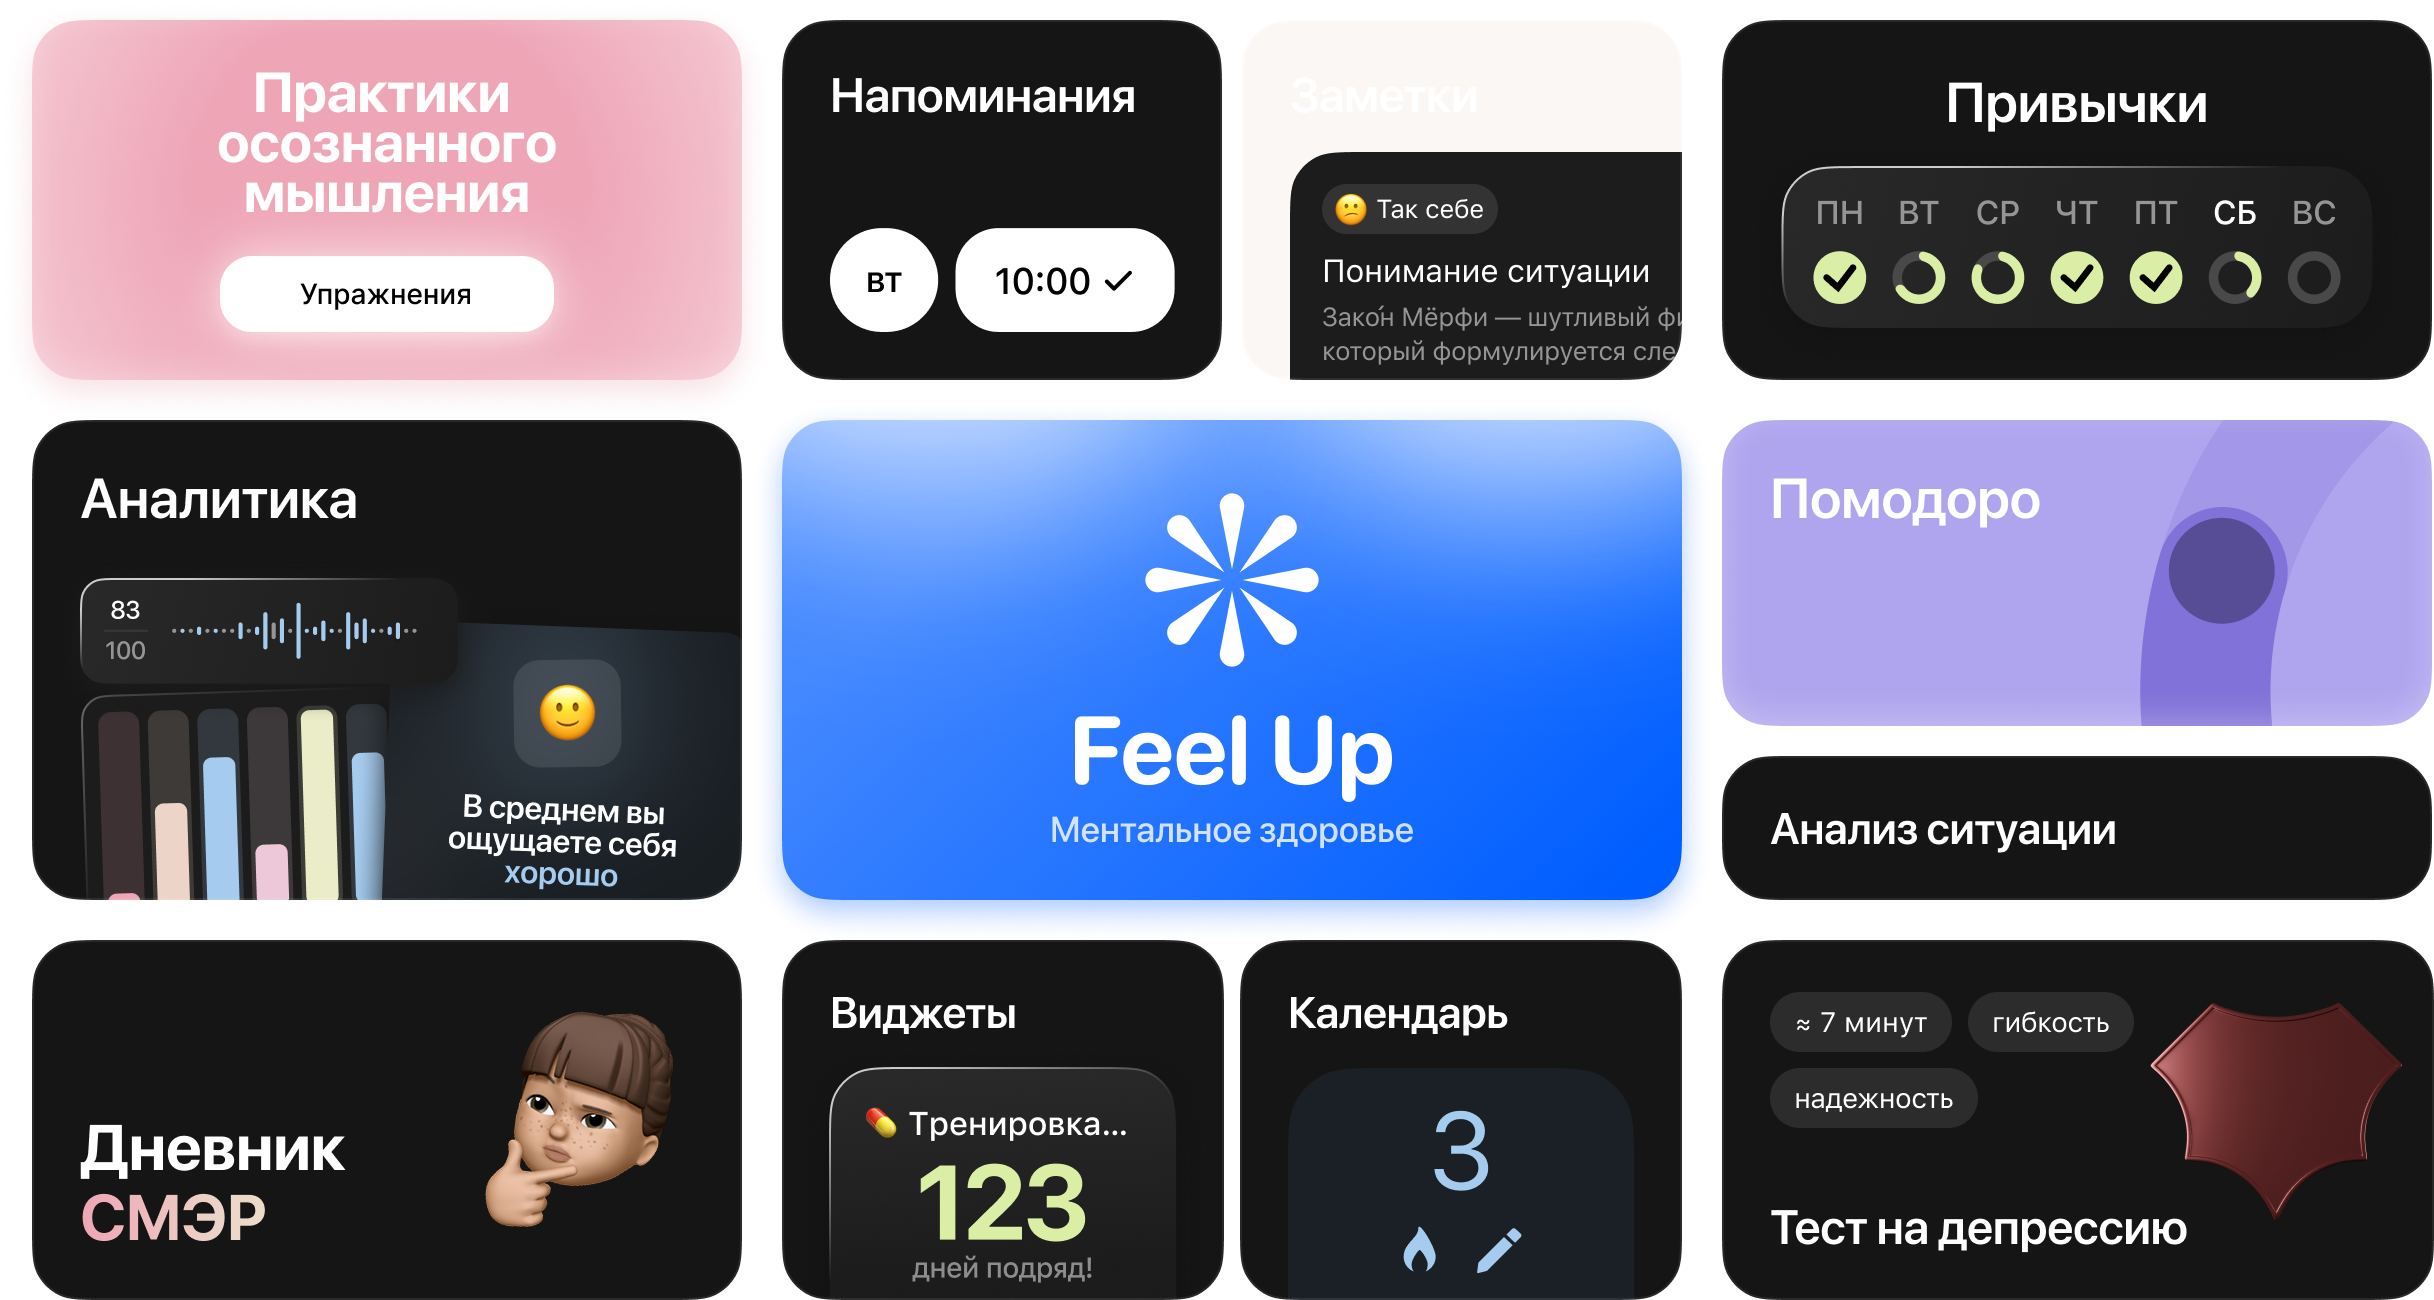 Практики
осознанного
мышления
Упражнения
Напоминания
вт
10:00
Заметки
Так себе
Понимание ситуации
Зако́н Мёрфи — шутливый фи
который формулируется сле
Привычки
ПН ВТ СР ЧТ ПТ СБ ВС
Аналитика
83
100
В среднем вы
ощущаете себя
хорошо
Feel Up
Ментальное здоровье
Помодоро
Анализ ситуации
Дневник
СМЭР
Виджеты
Тренировка...
123
дней подряд!
Календарь
3
≈ 7 минут
гибкость
надежность
Тест на депрессию